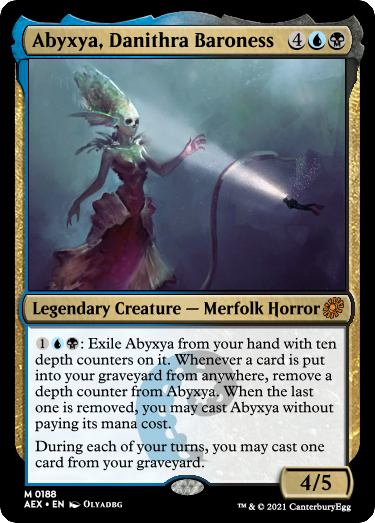 Abyxya, Danithra Baroness 4
Legendary Creature — Merfolk Horror
1 : Exile Abyxya from your hand with ten
depth counters on it. Whenever a card is put
into your graveyard from anywhere, remove a
depth counter from Abyxya. When the last
one is removed, you may cast Abyxya without
paying its mana cost.
During each of your turns, you may cast one
card from your graveyard.
4/5
M 0188
AEX • EN OLYADBG
™ & © 2021 CanterburyEgg